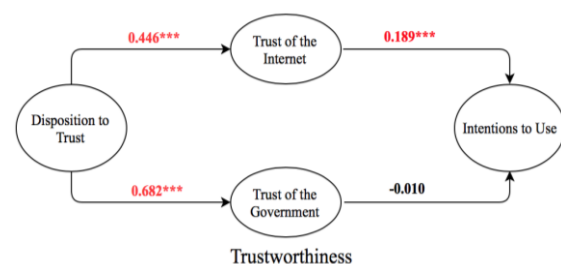 0.446***
Trust of the
Internet
0.189***
Disposition to
Trust
Intentions to Use
0.682***
Trust of the
Government
-0.010
Trustworthiness